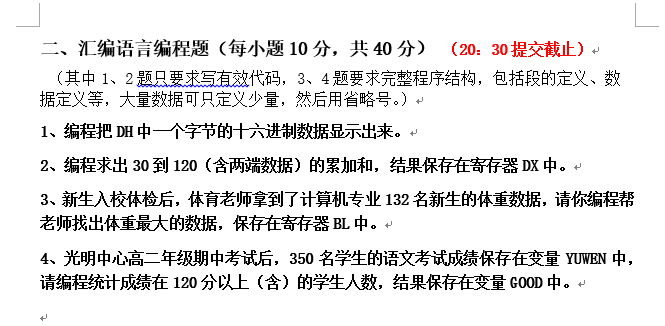 二、汇编语言编程题（每小题 10 分，共 40 分）（20：30 提交截止）
（其中 1、2 题只要求写有效代码，3、4 题要求完整程序结构，包括段的定义、数
据定义等，大量数据可只定义少量，然后用省略号。）
1、编程把 DH 中一个字节的十六进制数据显示出来。
2、编程求出 30 到 120（含两端数据）的累加和，结果保存在寄存器 DX 中。
3、新生入校体检后，体育老师拿到了计算机专业 132 名新生的体重数据，请你编程帮
老师找出体重最大的数据，保存在寄存器 BL 中。
4、光明中心高二年级期中考试后，350 名学生的语文考试成绩保存在变量 YUWEN 中，
请编程统计成绩在 120 分以上（含）的学生人数，结果保存在变量 GOOD 中。